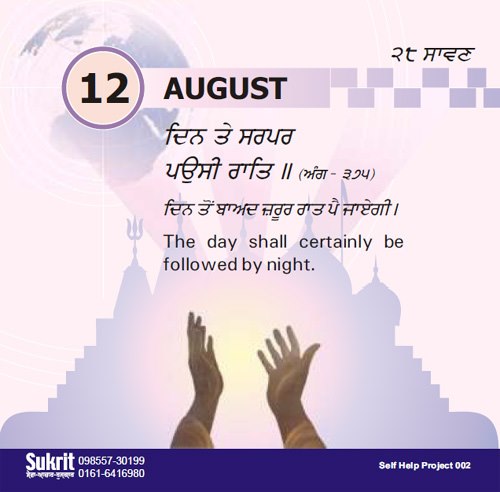 ੨੮ ਸਾਵਣ
12 AUGUST
ਦਿਨ ਤੇ ਸਰਪਰ
ਪਉਸੀ ਰਾਤਿ ॥ (ਅੰਗ - ੩੭੫)
ਦਿਨ ਤੋਂ ਬਾਅਦ ਜ਼ਰੂਰ ਰਾਤ ਪੈ ਜਾਏਗੀ।
The day shall certainly be
followed by night.
Sukrit 098557-30199
0161-6416980
Self Help Project 002